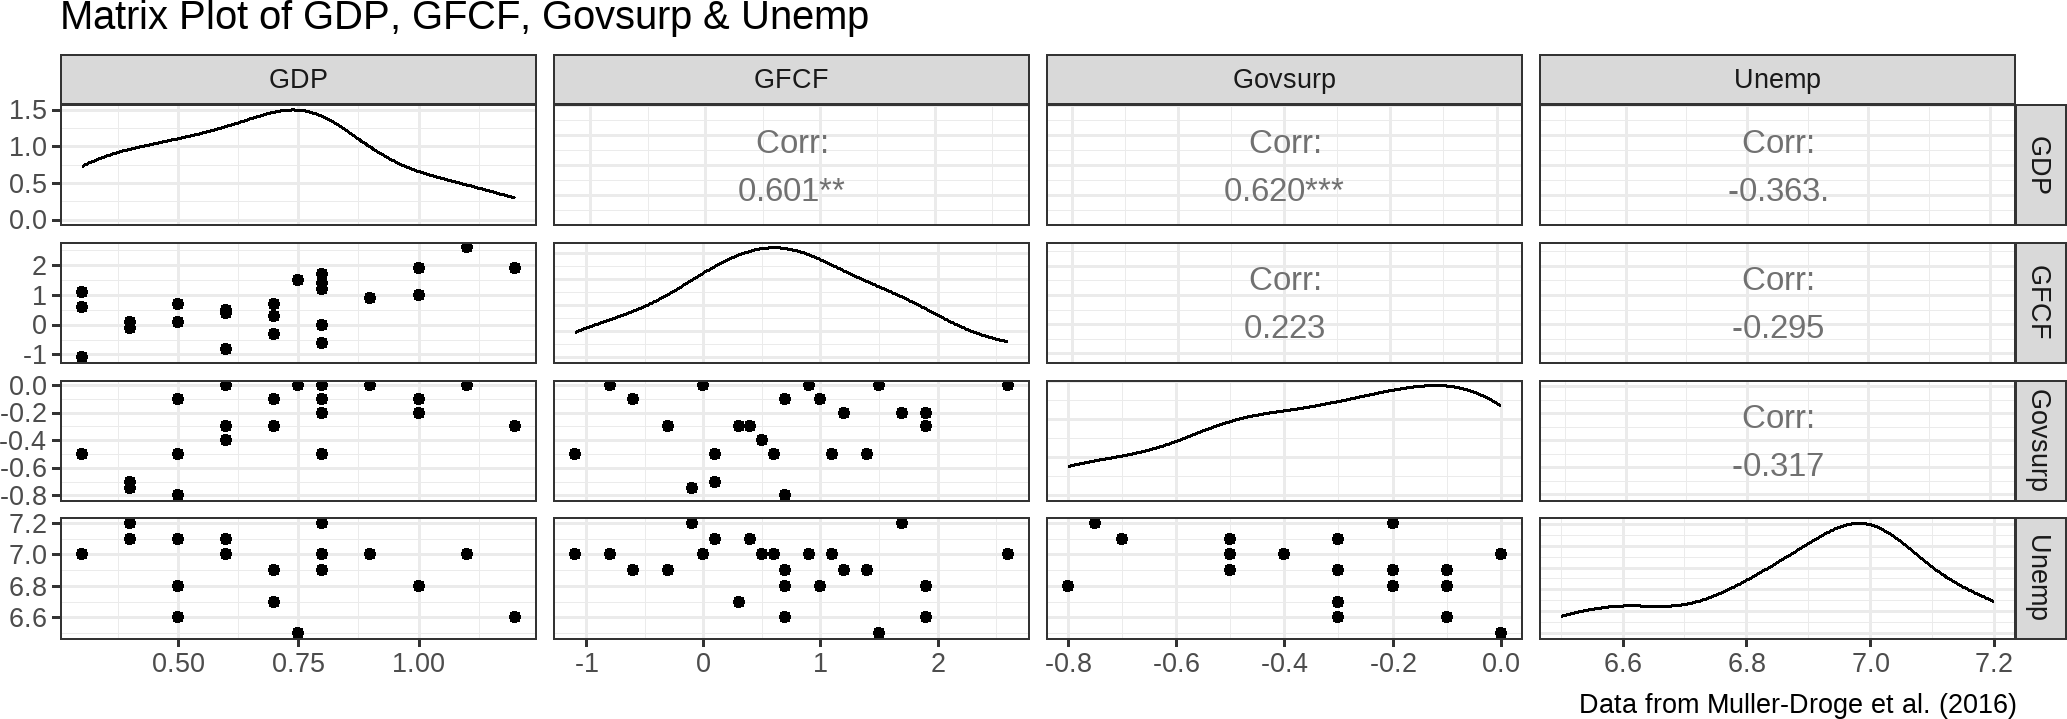 Matrix Plot of GDP, GFCF, Govsurp & Unemp
GDP
GFCF
Govsurp
Unemp
1.5
1.0
0.5
0.0
Corr:
0.601**
Corr:
0.620***
Corr:
-0.363.
GDP
2
1
0
-1
Corr:
0.223
Corr:
-0.295
GFCF
0.0
-0.2
-0.4
-0.6
-0.8
Corr:
-0.317
Govsurp
7.2
7.0
6.8
6.6
Unemp
0.50 0.75 1.00
-1 0 1 2
-0.8 -0.6 -0.4 -0.2 0.0
6.6 6.8 7.0 7.2
Data from Muller-Droge et al. (2016)